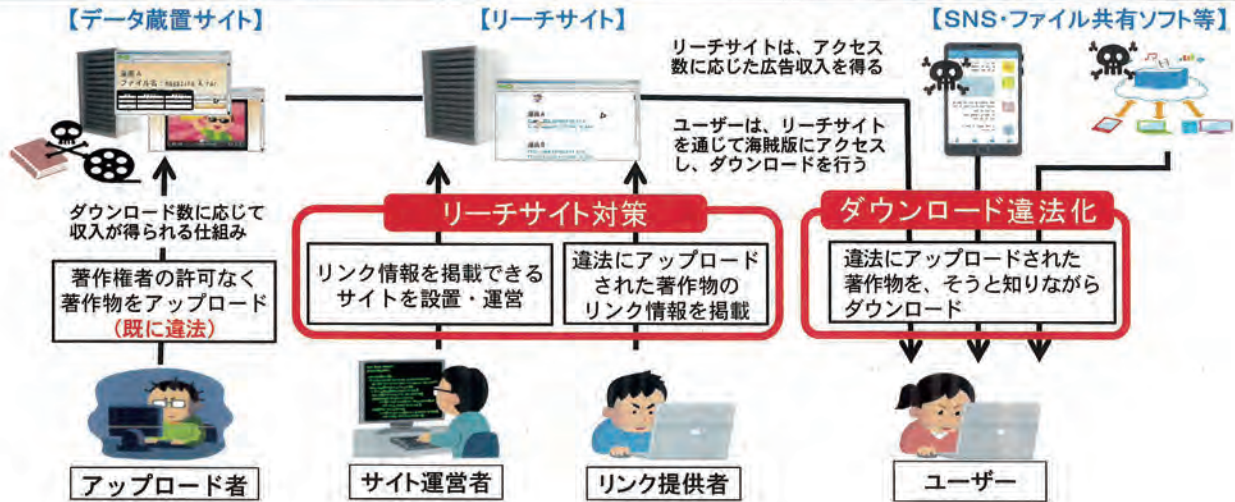 【データ蔵置サイト】
【リーチサイト】
【SNS・ファイル共有ソフト等】
漫画A
リーチサイトは、アクセス
数に応じた広告収入を得る
ユーザーは、リーチサイト
を通じて海賊版にアクセス
し、ダウンロードを行う
ダウンロード数に応じて
収入が得られる仕組み
著作権者の許可なく
著作物をアップロード
(既に違法)
リーチサイト対策
リンク情報を掲載できる
サイトを設置・運営
違法にアップロード
された著作物の
リンク情報を掲載
ダウンロード違法化
違法にアップロードされた
著作物を、そうと知りながら
ダウンロード
アップロード者
サイト運営者
リンク提供者
ユーザー